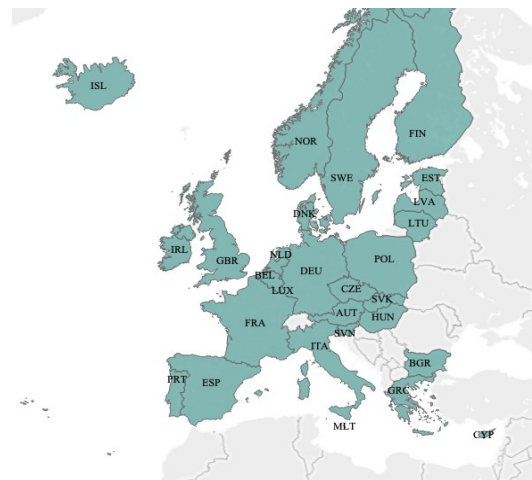 ISL
NOR
FIN
SWE
EST
LVA
DNK
LTU
IRL
GBR
NLD
POL
BEL
DEU
LUX
CZE
SVK
AUT
HUN
FRA
SVN
ITA
BGR
PRT
ESP
GRC
MLT
CYP